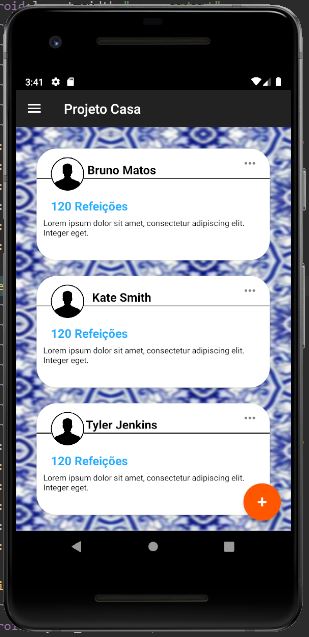 3:41
Projeto Casa
Bruno Matos
120 Refeições
Lorem ipsum dolor sit amet, consectetur adipiscing elit.
Integer eget.
Kate Smith
120 Refeições
Lorem ipsum dolor sit amet, consectetur adipiscing elit.
Integer eget.
Tyler Jenkins
120 Refeições
Lorem ipsum dolor sit amet, consectetur adipiscing elit.
Integer eget.